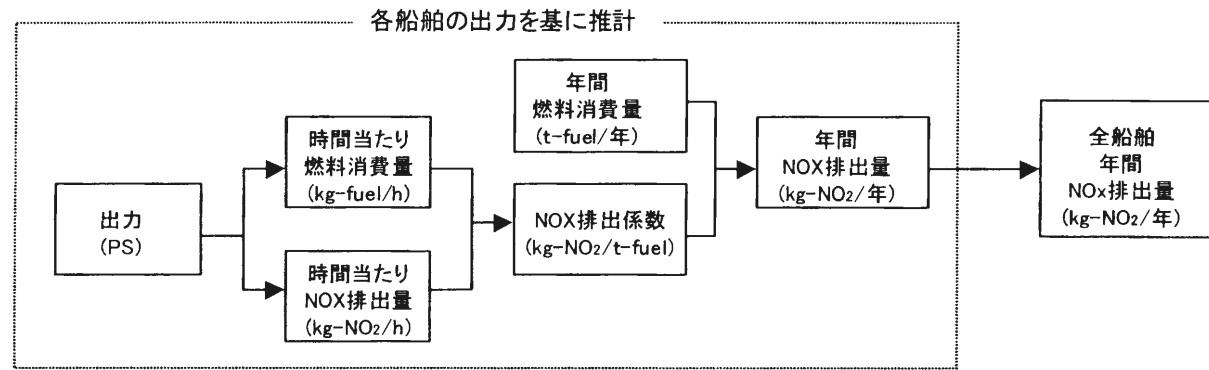 各船舶の出力を基に推計
出力
(PS)
時間当たり
燃料消費量
(kg-fuel/h)
時間当たり
NOX排出量
(kg-NO₂/h)
年間
燃料消費量
(t-fuel/年)
NOX排出係数
(kg-NO₂/t-fuel)
年間
NOX排出量
(kg-NO₂/年)
全船舶
年間
NOx排出量
(kg-NO₂/年)